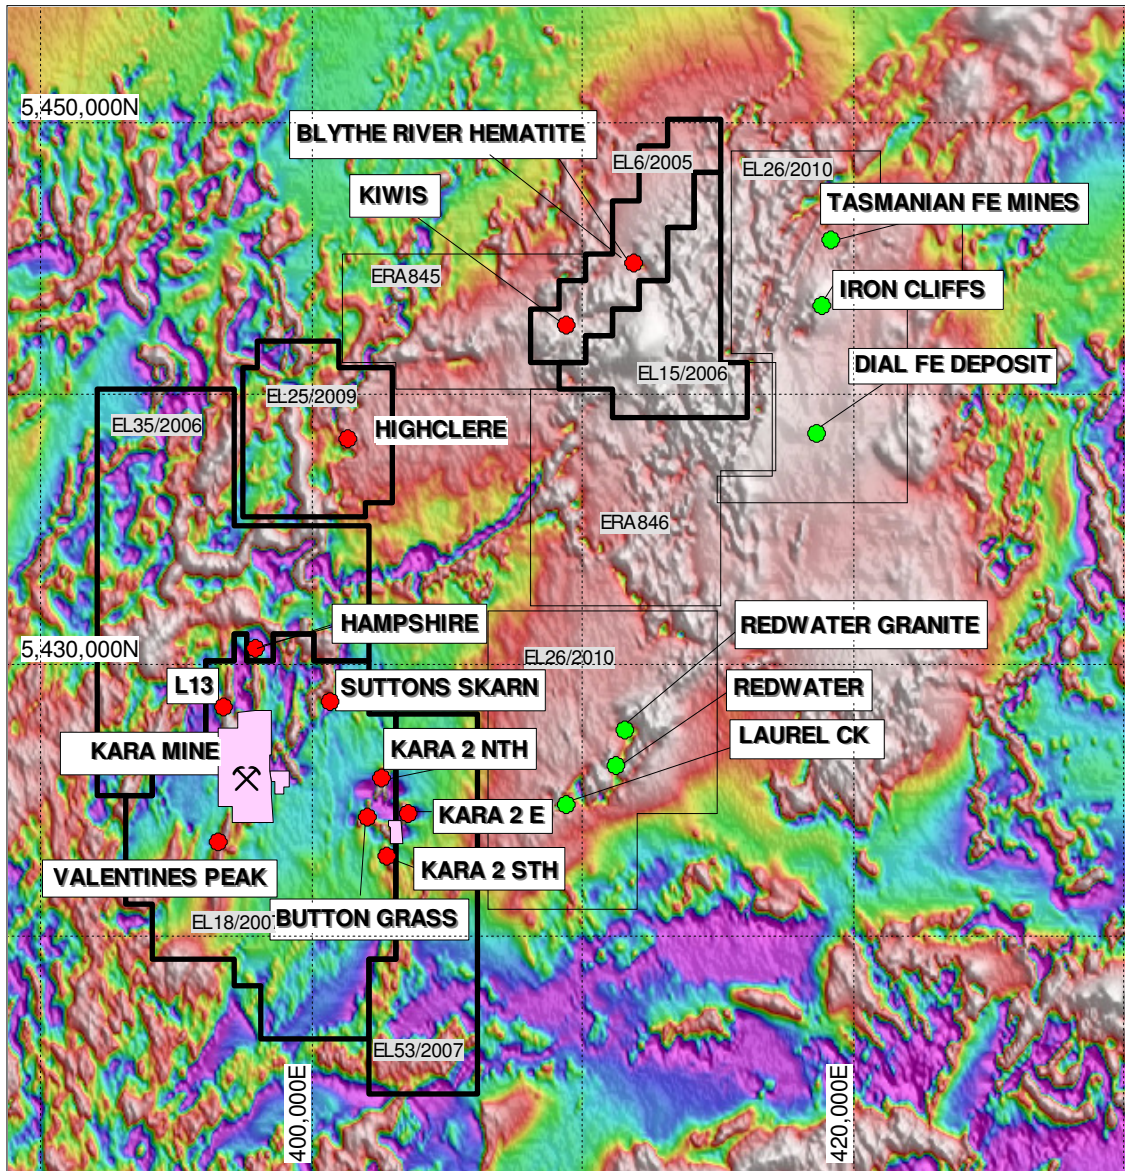 5,450,000N
BLYTHE RIVER HEMATITE
EL6/2005
EL26/2010
KIWIS
TASMANIAN FE MINES
ERA845
IRON CLIFFS
DIAL FE DEPOSIT
EL15/2006
EL25/2009
EL35/2006
HIGHCLERE
ERA846
HAMPSHIRE
REDWATER GRANITE
5,430,000N
EL26/2010
L13
SUTTONS SKARN
REDWATER
LAUREL CK
KARA MINE
KARA 2 NTH
KARA 2 E
KARA 2 STH
VALENTINES PEAK
EL18/2007
BUTTON GRASS
EL53/2007
400,000E
420,000E